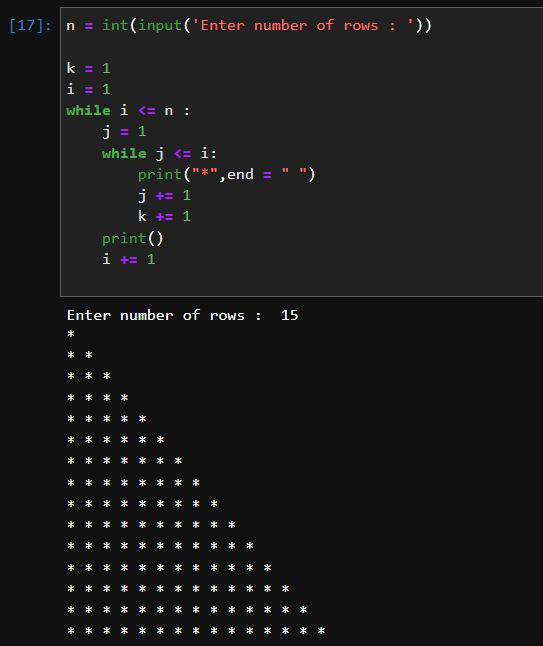 [17]: n = int(input('Enter number of rows : '))

k = 1
i = 1
while i <= n :
    j = 1
    while j <= i:
        print("*",end = " ")
        j += 1
        k += 1
    print()
    i += 1

Enter number of rows :  15
*
* *
* * *
* * * *
* * * * *
* * * * * *
* * * * * * *
* * * * * * * *
* * * * * * * * *
* * * * * * * * * *
* * * * * * * * * * *
* * * * * * * * * * * *
* * * * * * * * * * * * *
* * * * * * * * * * * * * *
* * * * * * * * * * * * * * *